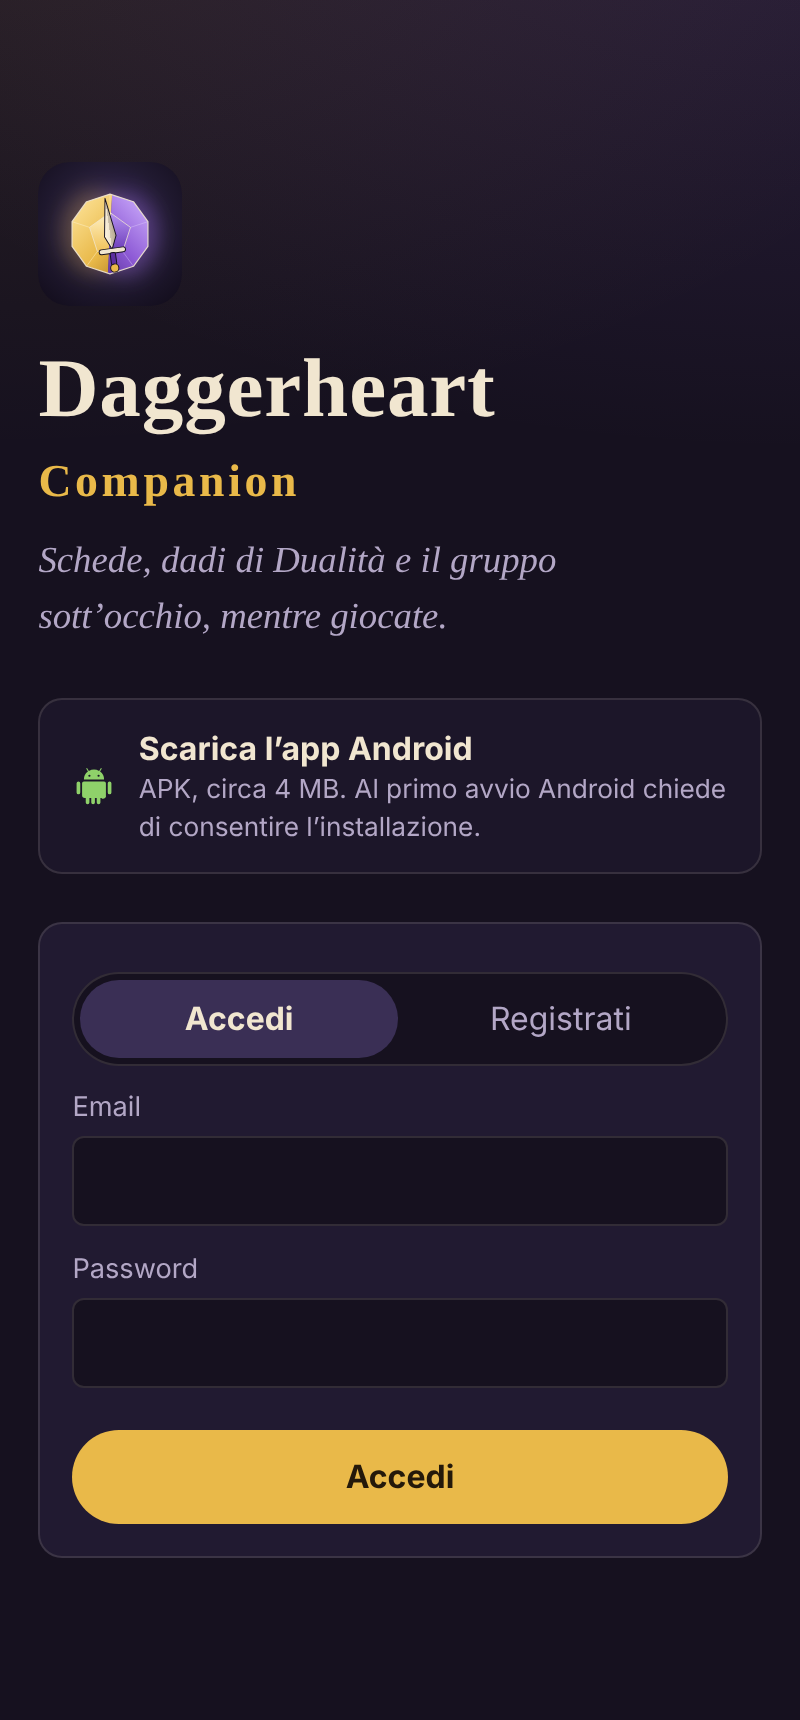 Daggerheart
Companion
Schede, dadi di Dualità e il gruppo
sott’occhio, mentre giocate.
Scarica l’app Android
APK, circa 4 MB. Al primo avvio Android chiede
di consentire l’installazione.
Accedi
Registrati
Email
Password
Accedi